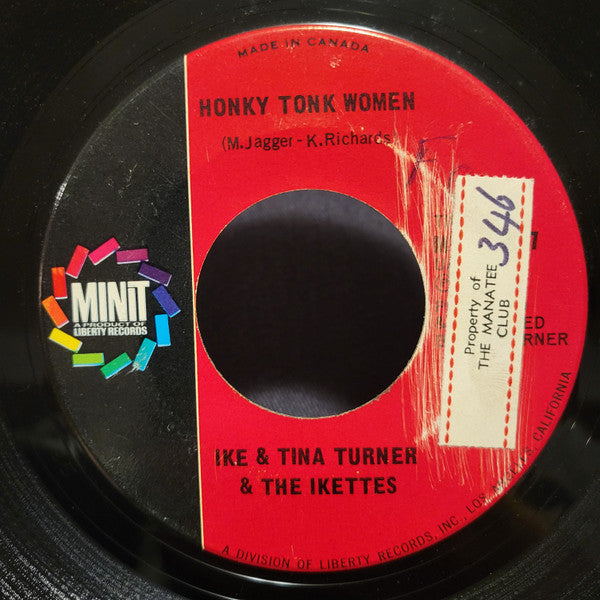 MADE IN CANADA
HONKY TONK WOMEN
(M. Jagger - K. Richards
MINIT
A PRODUCT OF
LIBERTY RECORDS
Property of
THE MANATEE
CLUB
346
ED
RNER
IKE & TINA TURNER
& THE IKETTES
A DIVISION OF LIBERTY RECORDS, INC., LOS ANGELES, CALIFORNIA